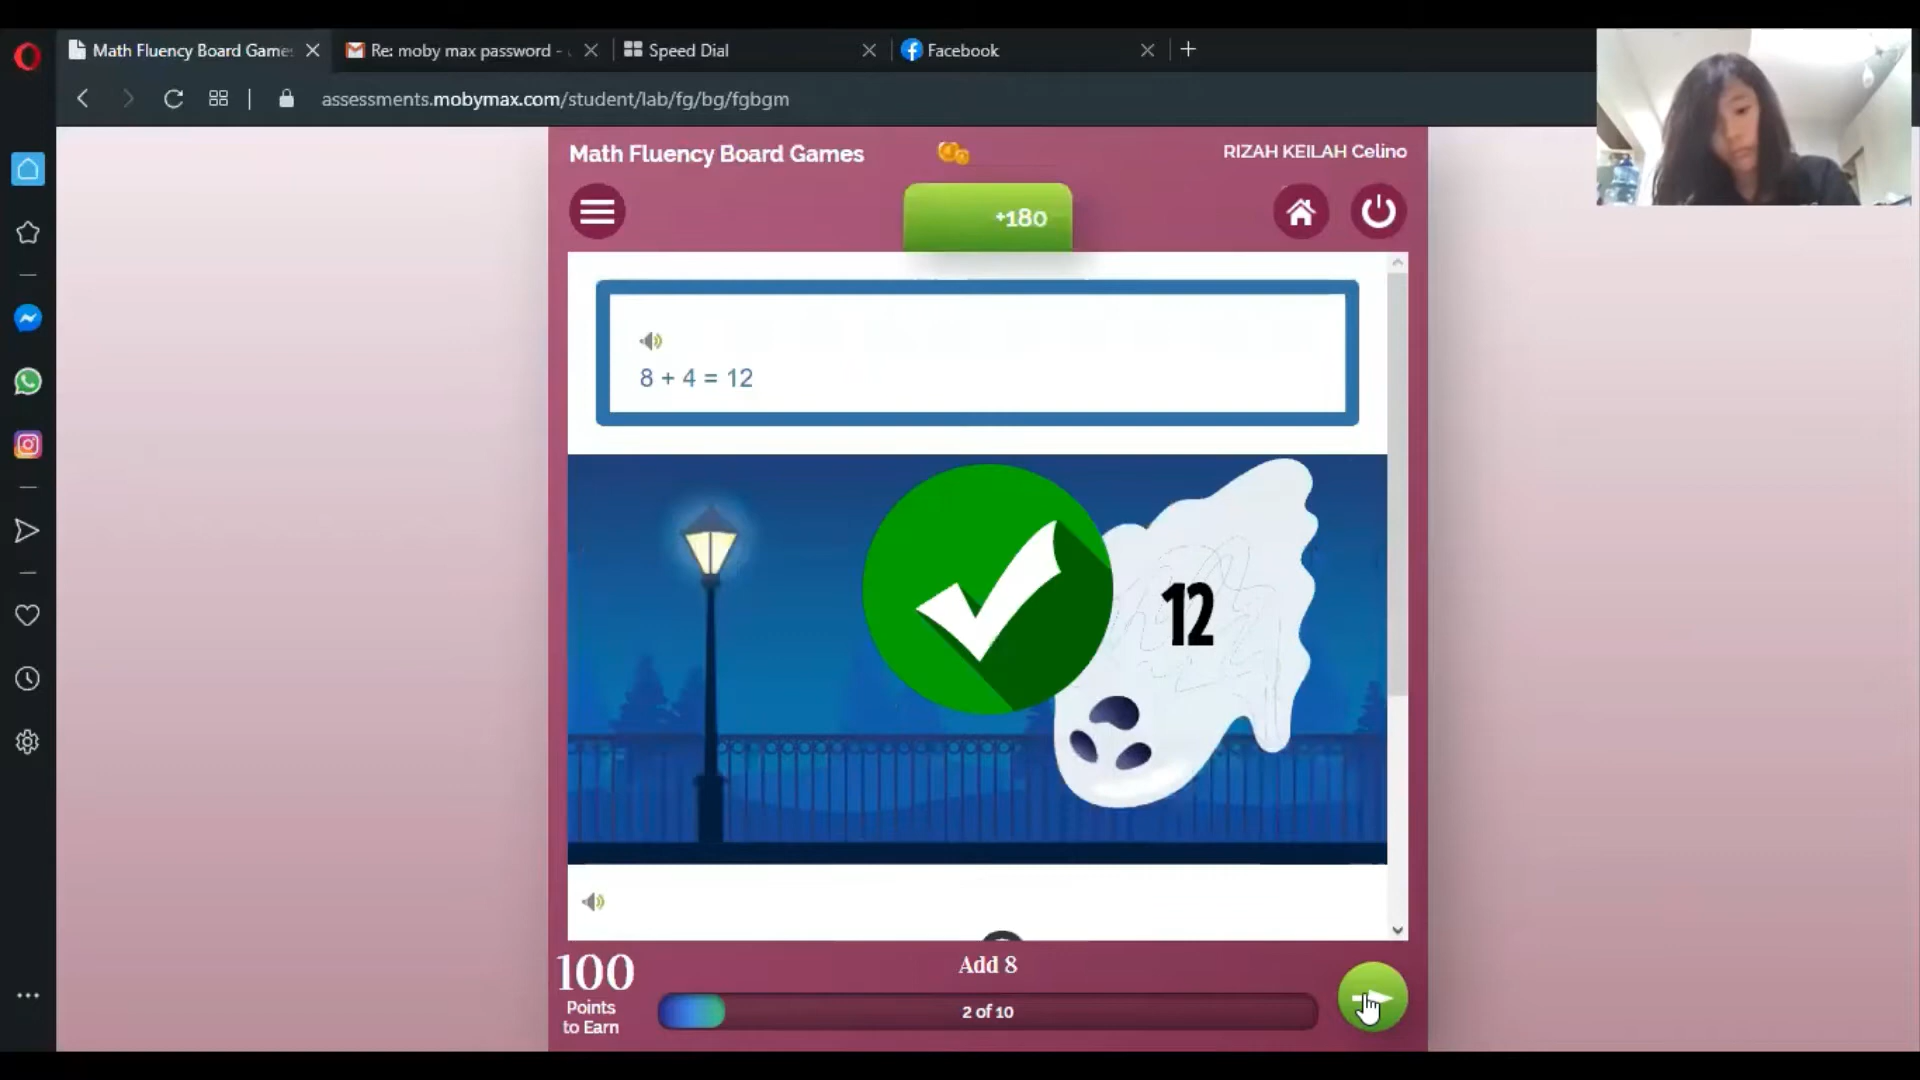 Math Fluency Board Game
Re: moby max password -
Speed Dial
Facebook
assessments.mobymax.com/student/lab/fg/bg/fgbgm
Math Fluency Board Games
RIZAH KEILAH Celino
+180
8 + 4 = 12
12
100
Points
to Earn
Add 8
2 of 10